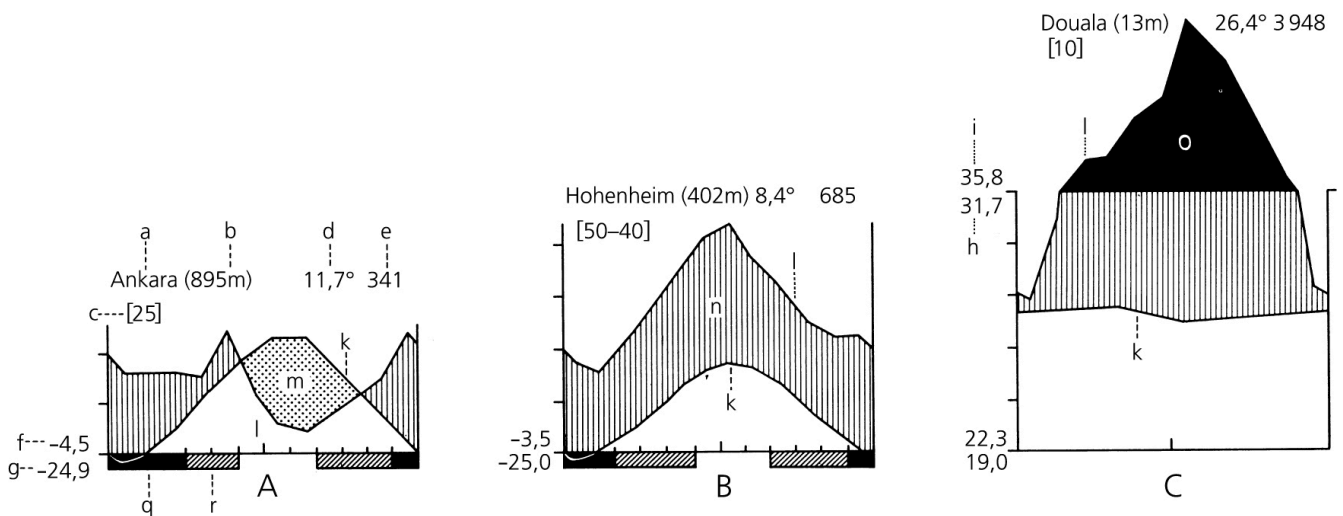 a b d e
Ankara (895m) 11,7° 341
c [25]
k
m
l
f -4,5
g -24,9
q r
A
Hohenheim (402m) 8,4° 685
[50–40]
l
n
k
-3,5
-25,0
B
Douala (13m) 26,4° 3 948
[10]
i l
o
35,8
31,7
h
k
22,3
19,0
C